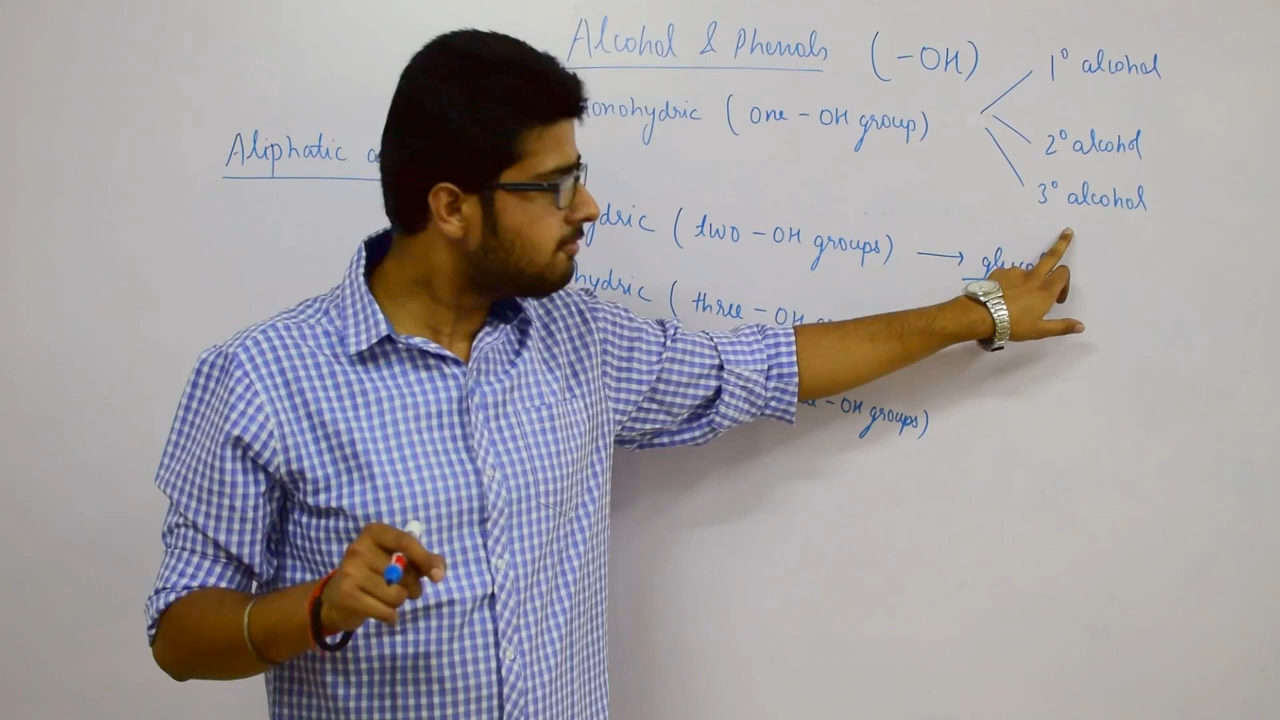 Alcohol & Phenols (-OH)
1° alcohol
onohydric (one - OH group)
Aliphatic a
2° alcohol
3° alcohol
ydric (two - OH groups) →
hydric (three - OH
- OH groups)